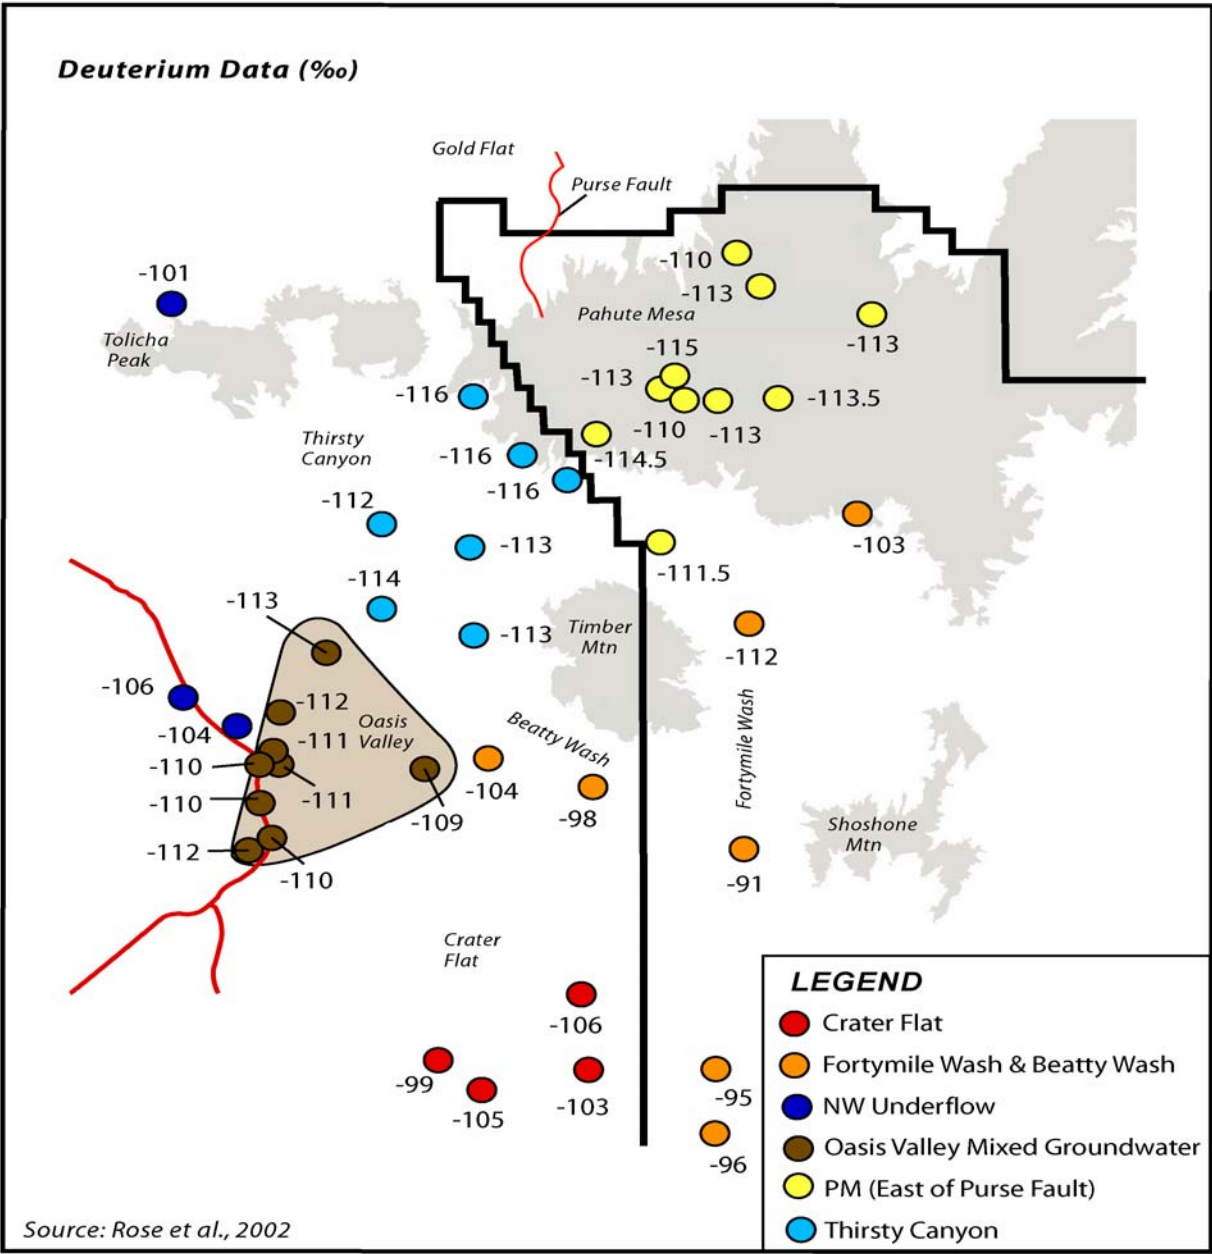 Deuterium Data (‰)
Gold Flat
Purse Fault
-110
-101
-113
Pahute Mesa
Tolicha
Peak
-113
-115
-113
-116
-113.5
-110
-113
Thirsty
Canyon
-116
-114.5
-116
-112
-113
-103
-111.5
-114
-113
Timber
Mtn
-113
-112
-106
-112
Oasis
Valley
Beatty Wash
Fortymile Wash
-104
-111
-110
-104
-111
-110
-109
-98
Shoshone
Mtn
-112
-110
-91
Crater
Flat
-106
-99
-105
-103
-95
-96
LEGEND
Crater Flat
Fortymile Wash & Beatty Wash
NW Underflow
Oasis Valley Mixed Groundwater
PM (East of Purse Fault)
Thirsty Canyon
Source: Rose et al., 2002